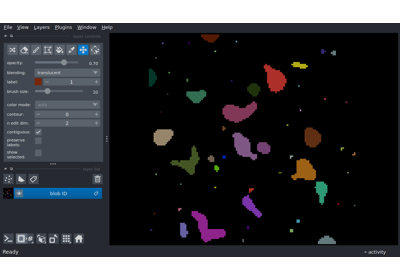 File View Layers Plugins Window Help
opacity: 0.70
blending: translucent
label: 1
brush size: 10
color mode: auto
contour: 0
n edit dim: 2
contiguous:
preserve labels:
show selected:
blob ID
Ready activity